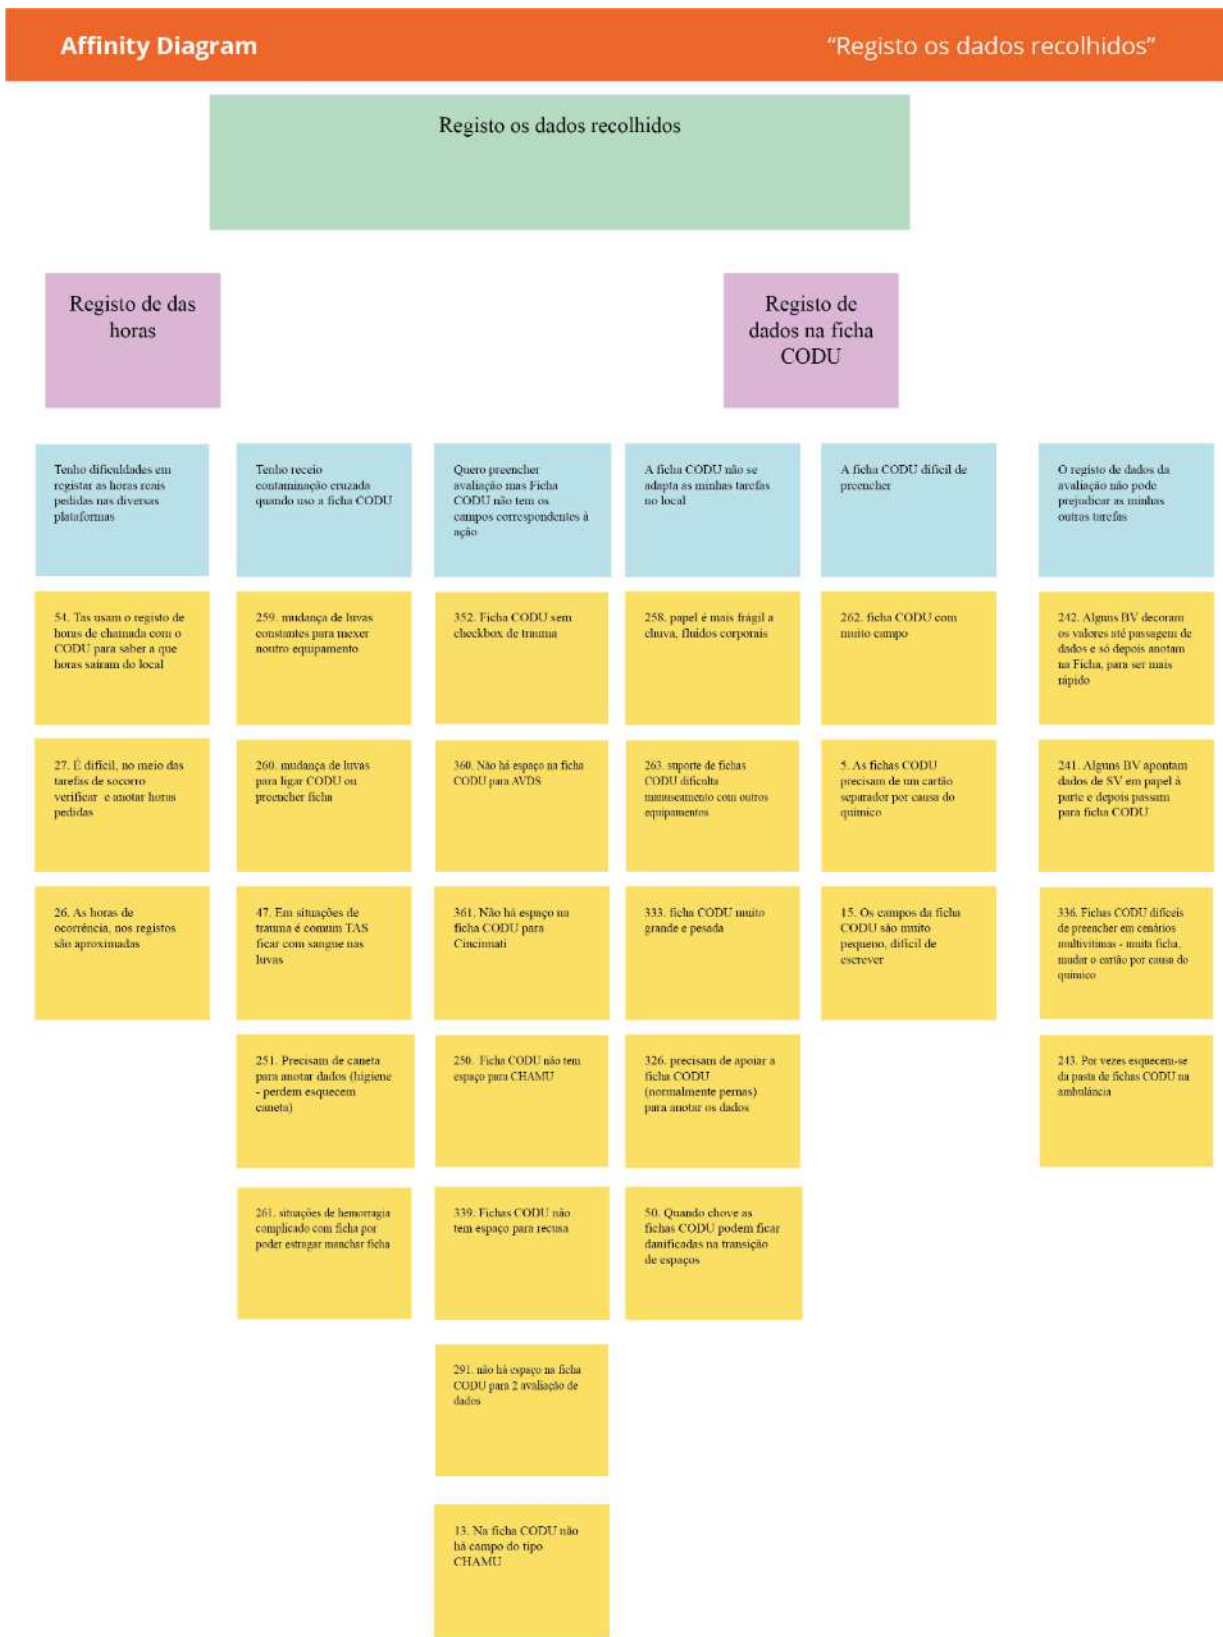 Affinity Diagram
“Registo os dados recolhidos”
Registo os dados recolhidos
Registo de das
horas
Registo de
dados na ficha
CODU
Tenho dificuldades em
registar as horas reais
pedidas nas diversas
plataformas
54. Tas usam o registo de
horas de chamada com o
CODU para saber a que
horas sairam do local
27. É difícil, no meio das
tarefas de socorro
verificar e anotar horas
pedidas
26. As horas de
ocorrência, nos registos
são aproximadas
Tenho receio
contaminação cruzada
quando uso a ficha CODU
259. mudança de luvas
constantes para mexer
noutro equipamento
260. mudança de luvas
para ligar CODU ou
preencher ficha
47. Em situações de
trauma é comum TAS
ficar com sangue nas
luvas
251. Precisam de caneta
para anotar dados (higiene
- perdem esquecem
caneta)
261. situações de hemorragia
complicado com ficha por
poder estragar manchar ficha
Quero preencher
avaliação mas Ficha
CODU não tem os
campos correspondentes à
ação
352. Ficha CODU sem
checkbox de trauma
360. Não há espaço na ficha
CODU para AVDS
361. Não há espaço na
ficha CODU para
Cincinnati
250. Ficha CODU não tem
espaço para CHAMU
339. Fichas CODU não
tem espaço para recusa
291. não há espaço na ficha
CODU para 2 avaliação de
dados
13. Na ficha CODU não
há campo do tipo
CHAMU
A ficha CODU não se
adapta as minhas tarefas
no local
258. papel é mais frágil a
chuva, fluidos corporais
263. suporte de fichas
CODU dificulta
manuseamento com outros
equipamentos
333. ficha CODU muito
grande e pesada
326. precisam de apoiar a
ficha CODU
(normalmente pernas)
para anotar os dados
50. Quando chove as
fichas CODU podem ficar
danificadas na transição
de espaços
A ficha CODU dificil de
preencher
262. ficha CODU com
muito campo
5. As fichas CODU
precisam de um cartão
separador por causa do
químico
15. Os campos da ficha
CODU são muito
pequeno, difícil de
escrever
O registo de dados da
avaliação não pode
prejudicar as minhas
outras tarefas
242. Alguns BV decoram
os valores até passagem de
dados e só depois anotam
na Ficha, para ser mais
rápido
241. Alguns BV apontam
dados de SV em papel à
parte e depois passam
para ficha CODU
336. Fichas CODU difíceis
de preencher em cenários
multivitimas - muita ficha,
mudar o cartão por causa do
químico
243. Por vezes esquecem-se
da pasta de fichas CODU na
ambulância